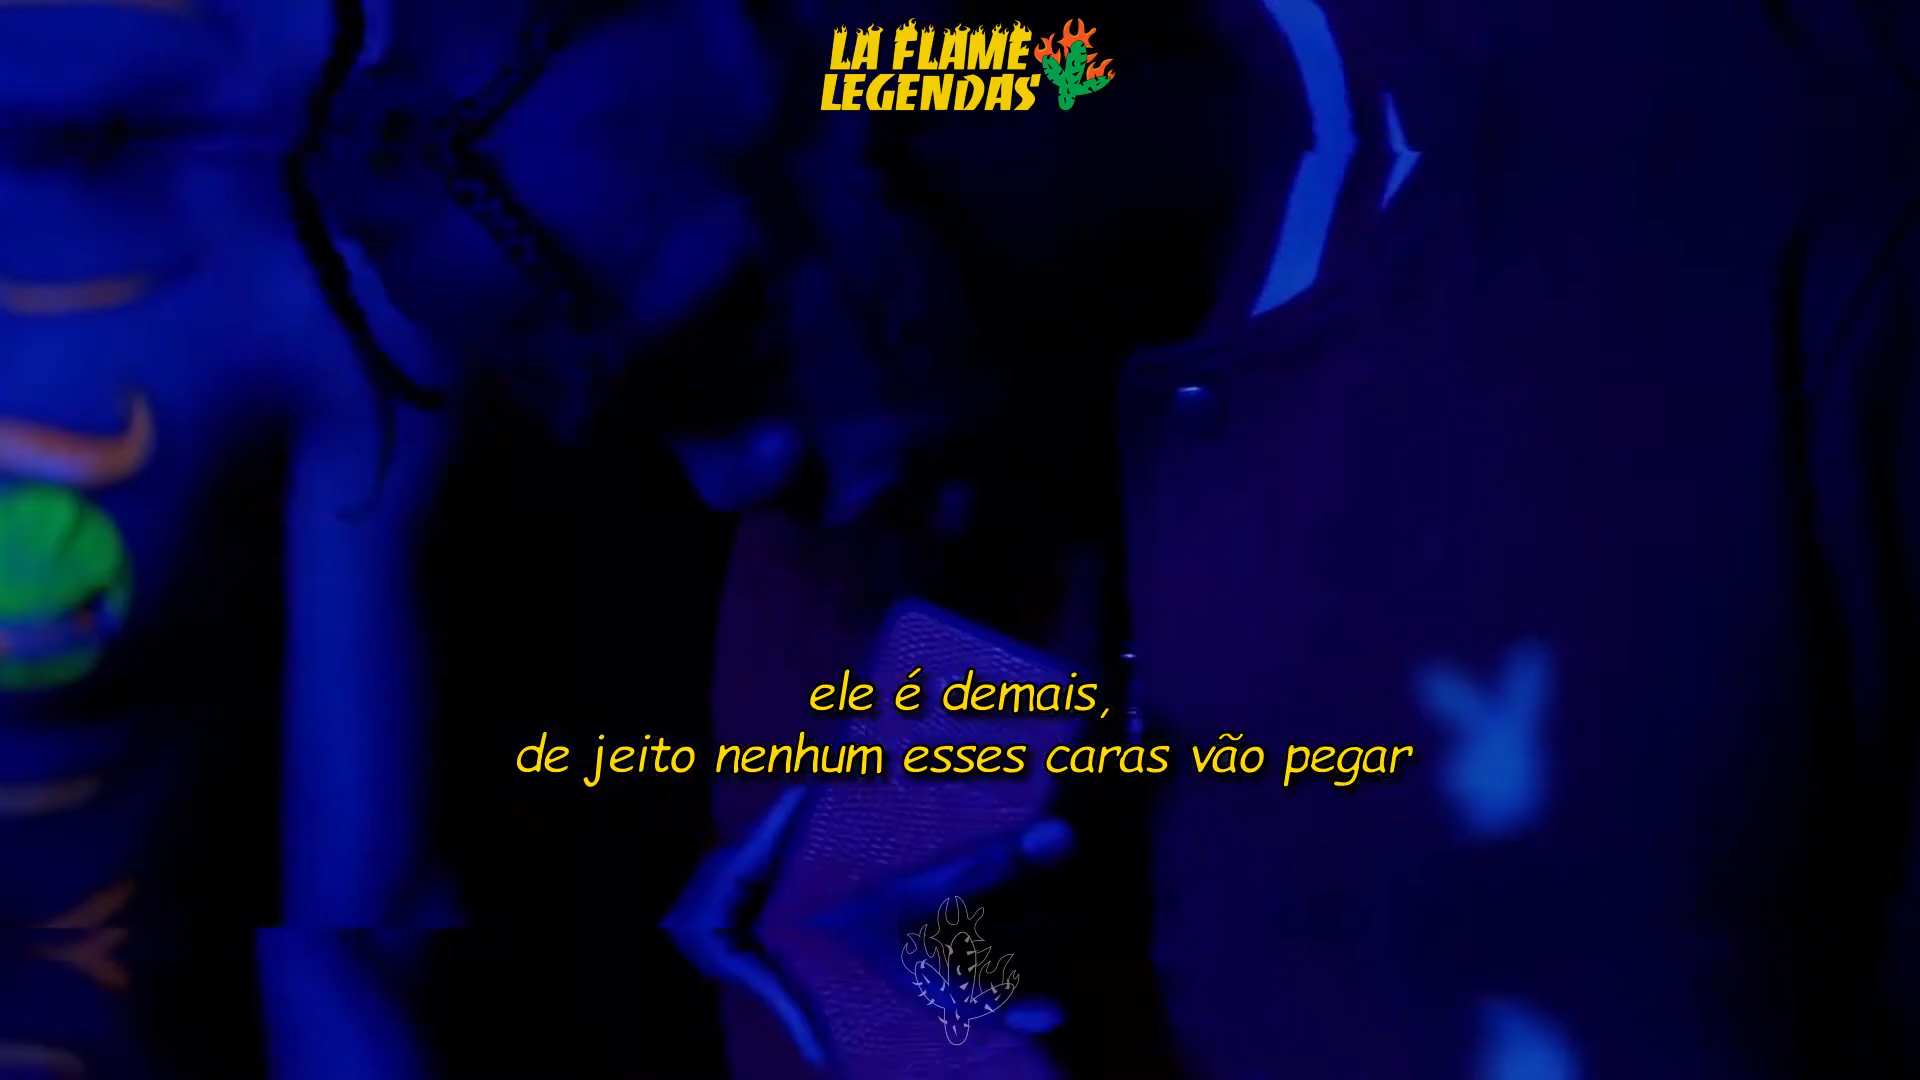 LA FLAME
LEGENDAS
ele é demais,
de jeito nenhum esses caras vão pegar